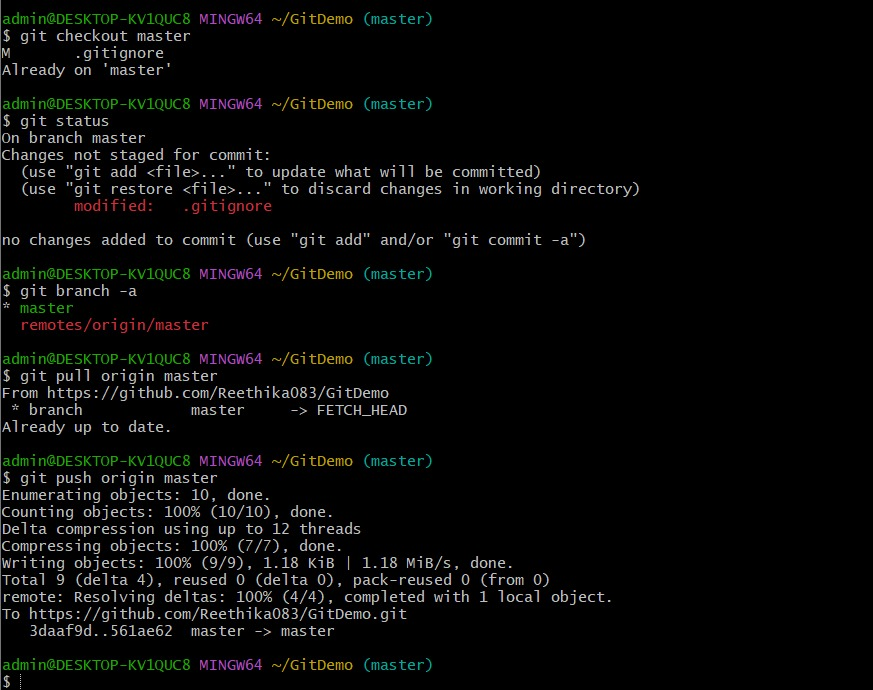 admin@DESKTOP-KV1QUC8 MINGW64 ~/GitDemo (master)
$ git checkout master
M       .gitignore
Already on 'master'

admin@DESKTOP-KV1QUC8 MINGW64 ~/GitDemo (master)
$ git status
On branch master
Changes not staged for commit:
  (use "git add <file>..." to update what will be committed)
  (use "git restore <file>..." to discard changes in working directory)
        modified:   .gitignore

no changes added to commit (use "git add" and/or "git commit -a")

admin@DESKTOP-KV1QUC8 MINGW64 ~/GitDemo (master)
$ git branch -a
* master
  remotes/origin/master

admin@DESKTOP-KV1QUC8 MINGW64 ~/GitDemo (master)
$ git pull origin master
From https://github.com/Reethika083/GitDemo
 * branch            master     -> FETCH_HEAD
Already up to date.

admin@DESKTOP-KV1QUC8 MINGW64 ~/GitDemo (master)
$ git push origin master
Enumerating objects: 10, done.
Counting objects: 100% (10/10), done.
Delta compression using up to 12 threads
Compressing objects: 100% (7/7), done.
Writing objects: 100% (9/9), 1.18 KiB | 1.18 MiB/s, done.
Total 9 (delta 4), reused 0 (delta 0), pack-reused 0 (from 0)
remote: Resolving deltas: 100% (4/4), completed with 1 local object.
To https://github.com/Reethika083/GitDemo.git
   3daaf9d..561ae62  master -> master

admin@DESKTOP-KV1QUC8 MINGW64 ~/GitDemo (master)
$